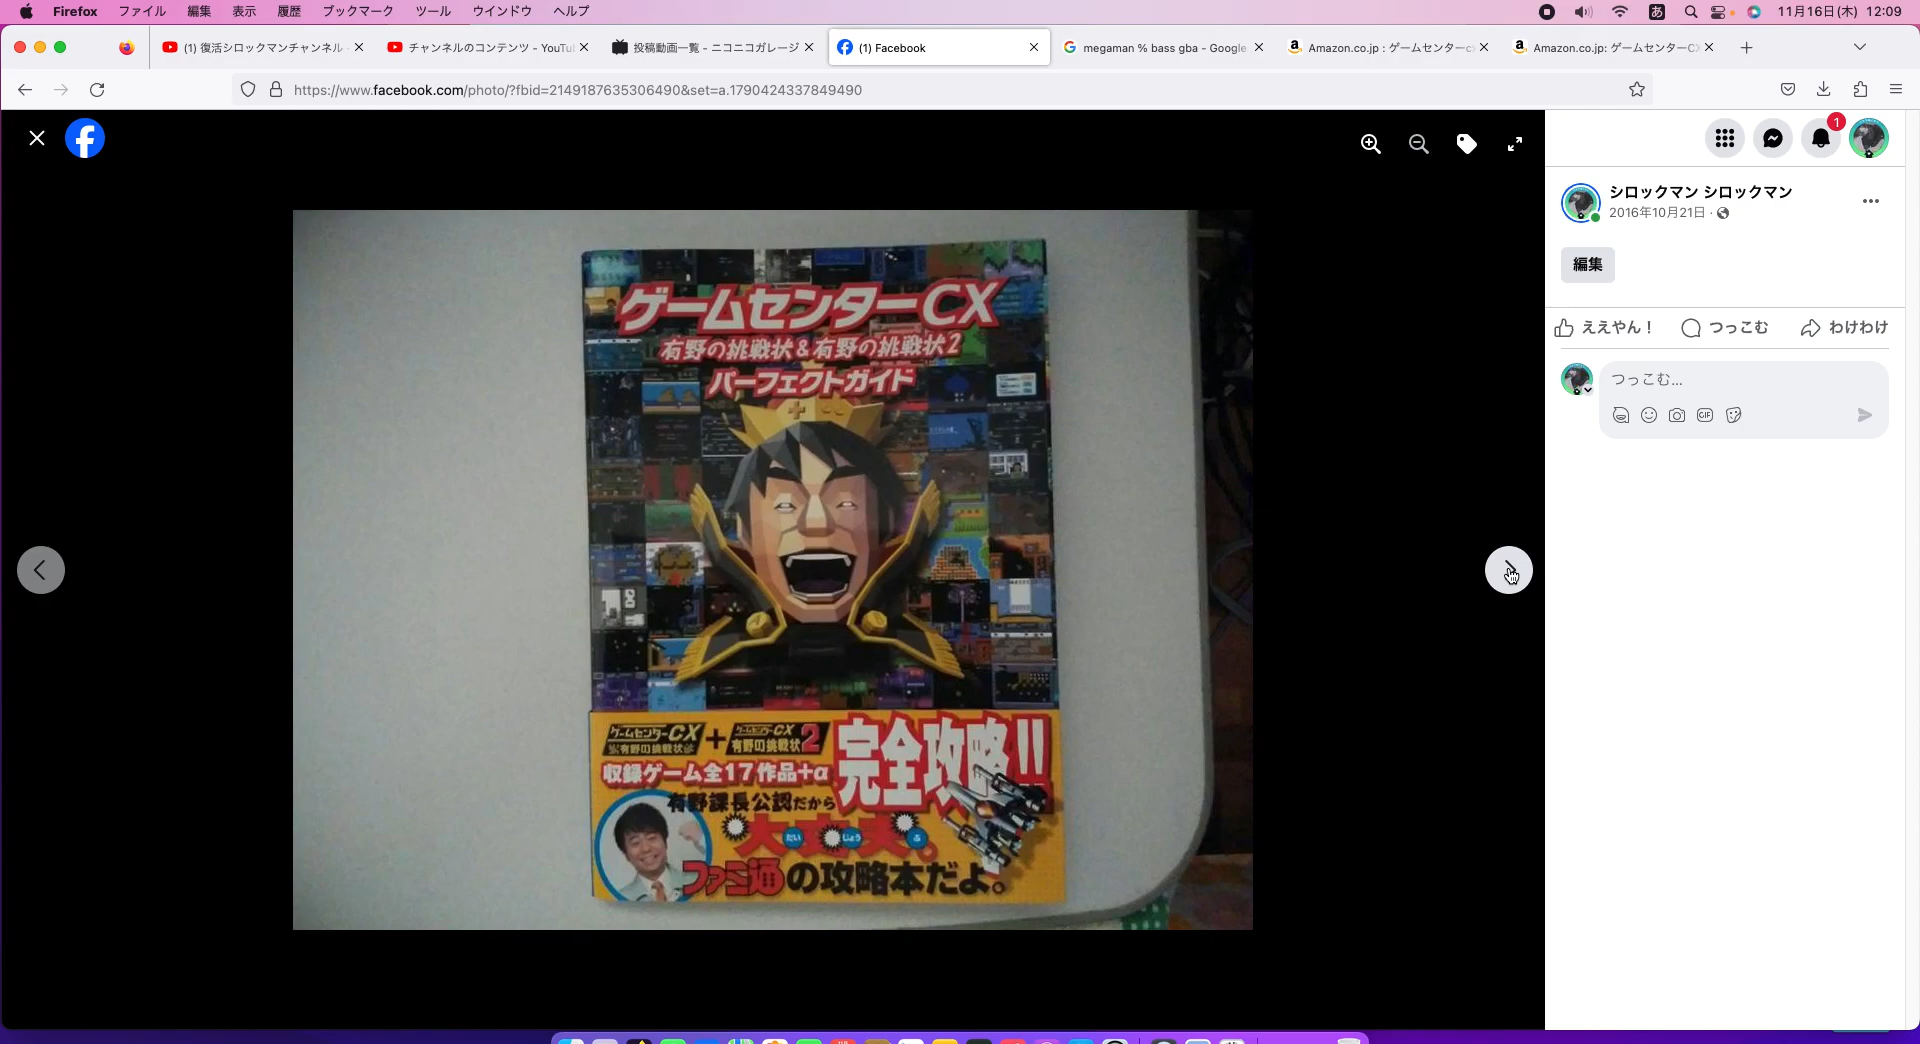 Firefox ファイル 編集 表示 履歴 ブックマーク ツール ウインドウ ヘルプ あ 11月16日(木) 12:09
(1) 復活シロックマンチャンネル チャンネルのコンテンツ - YouTu 投稿動画一覧 - ニコニコガレージ (1) Facebook megaman % bass gba - Google Amazon.co.jp : ゲームセンターc Amazon.co.jp: ゲームセンターC
https://www.facebook.com/photo/?fbid=2149187635306490&set=a.1790424337849490
1
シロックマン シロックマン
2016年10月21日 ·
編集
ええやん！ つっこむ わけわけ
つっこむ...
GIF
ゲームセンターCX
有野の挑戦状&有野の挑戦状2
パーフェクトガイド
ゲームセンターCX
有野の挑戦状
+
ゲームセンターCX
有野の挑戦状2
完全攻略!!
収録ゲーム全17作品+α
有野課長公認だから
大丈夫。
だい じょう ぶ
ファミ通の攻略本だよ。